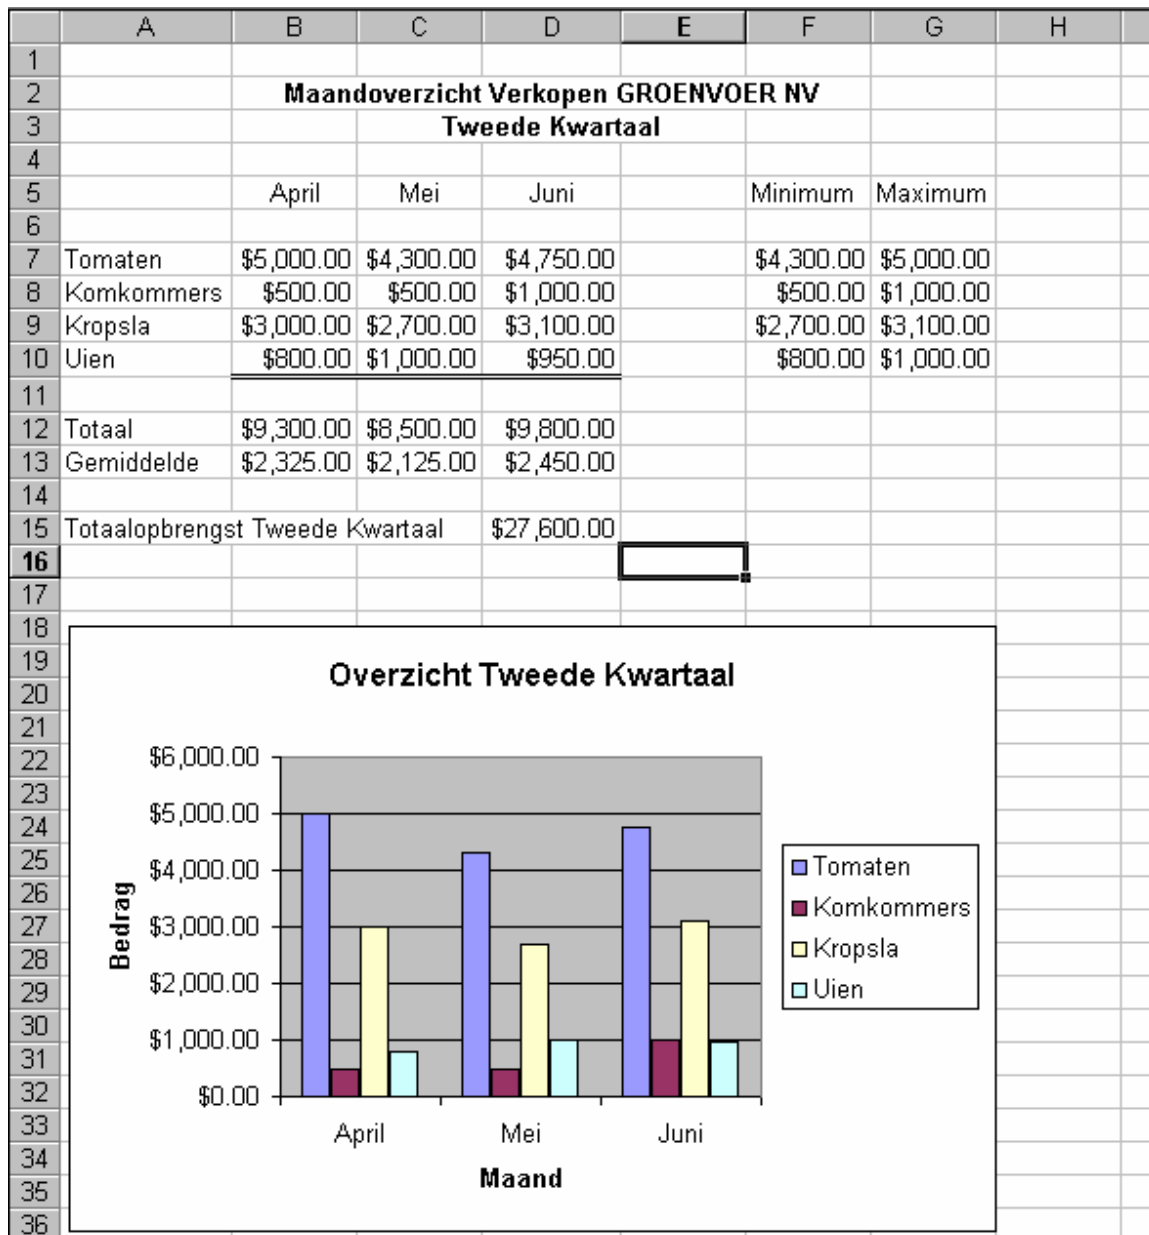 A B C D E F G H
1
2 Maandoverzicht Verkopen GROENVOER NV
3 Tweede Kwartaal
4
5 April Mei Juni Minimum Maximum
6
7 Tomaten $5,000.00 $4,300.00 $4,750.00 $4,300.00 $5,000.00
8 Komkommers $500.00 $500.00 $1,000.00 $500.00 $1,000.00
9 Kropsla $3,000.00 $2,700.00 $3,100.00 $2,700.00 $3,100.00
10 Uien $800.00 $1,000.00 $950.00 $800.00 $1,000.00
11
12 Totaal $9,300.00 $8,500.00 $9,800.00
13 Gemiddelde $2,325.00 $2,125.00 $2,450.00
14
15 Totaalopbrengst Tweede Kwartaal $27,600.00
16
17
18
19
20
21
22
23
24
25
26
27
28
29
30
31
32
33
34
35
36
Overzicht Tweede Kwartaal
$6,000.00
$5,000.00
$4,000.00
$3,000.00
$2,000.00
$1,000.00
$0.00
Bedrag
April Mei Juni
Maand
Tomaten
Komkommers
Kropsla
Uien